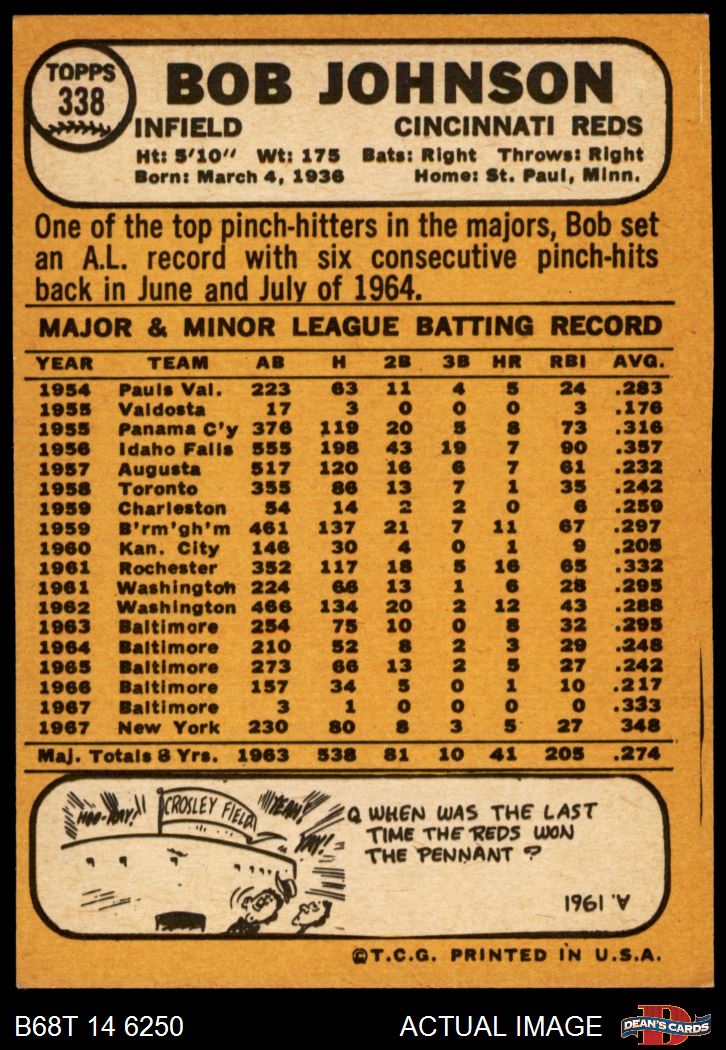 TOPPS
338
BOB JOHNSON
INFIELD CINCINNATI REDS
Ht: 5'10" Wt: 175 Bats: Right Throws: Right
Born: March 4, 1936 Home: St. Paul, Minn.
One of the top pinch-hitters in the majors, Bob set
an A.L. record with six consecutive pinch-hits
back in June and July of 1964.
MAJOR & MINOR LEAGUE BATTING RECORD
YEAR TEAM AB H 2B 3B HR RBI AVG.
1954 Pauls Val. 223 63 11 4 5 24 .283
1955 Valdosta 17 3 0 0 0 3 .176
1955 Panama C'y 376 119 20 5 8 73 .316
1956 Idaho Falls 555 198 43 19 7 90 .357
1957 Augusta 517 120 16 6 7 61 .232
1958 Toronto 355 86 13 7 1 35 .242
1959 Charleston 54 14 2 2 0 6 .259
1959 B'rm'gh'm 461 137 21 7 11 67 .297
1960 Kan. City 146 30 4 0 1 9 .205
1961 Rochester 352 117 18 5 16 65 .332
1961 Washington 224 66 13 1 6 28 .295
1962 Washington 466 134 20 2 12 43 .288
1963 Baltimore 254 75 10 0 8 32 .295
1964 Baltimore 210 52 8 2 3 29 .248
1965 Baltimore 273 66 13 2 5 27 .242
1966 Baltimore 157 34 5 0 1 10 .217
1967 Baltimore 3 1 0 0 0 0 .333
1967 New York 230 80 8 3 5 27 348
Maj. Totals 8 Yrs. 1963 538 81 10 41 205 .274
HOO-RAY!!
CROSLEY FIELD
YEAH!
YAY!
Q WHEN WAS THE LAST
TIME THE REDS WON
THE PENNANT ?
A. 1961
©T.C.G. PRINTED IN U.S.A.
B68T 14 6250 ACTUAL IMAGE
D
DEAN'S CARDS